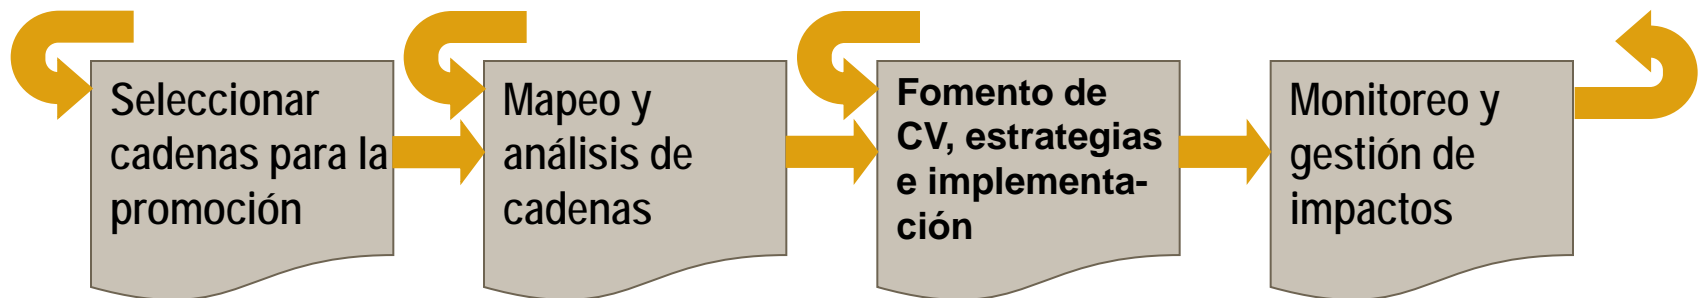 Seleccionar
cadenas para la
promoción
Mapeo y
análisis de
cadenas
Fomento de
CV, estrategias
e implementa-
ción
Monitoreo y
gestión de
impactos